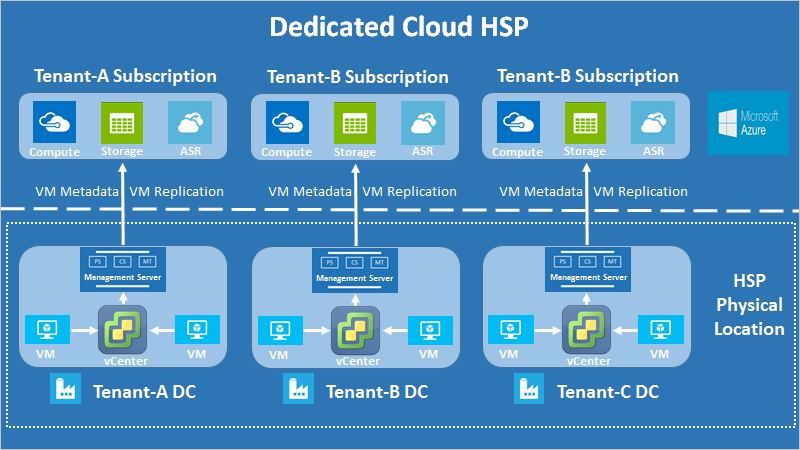 Dedicated Cloud HSP
Tenant-A Subscription
Tenant-B Subscription
Tenant-B Subscription
Compute
Storage
ASR
Compute
Storage
ASR
Compute
Storage
ASR
Microsoft
Azure
VM Metadata
VM Replication
VM Metadata
VM Replication
VM Metadata
VM Replication
PS
CS
MT
Management Server
PS
CS
MT
Management Server
PS
CS
MT
Management Server
HSP
Physical
Location
VM
vCenter
VM
VM
vCenter
VM
VM
vCenter
VM
Tenant-A DC
Tenant-B DC
Tenant-C DC